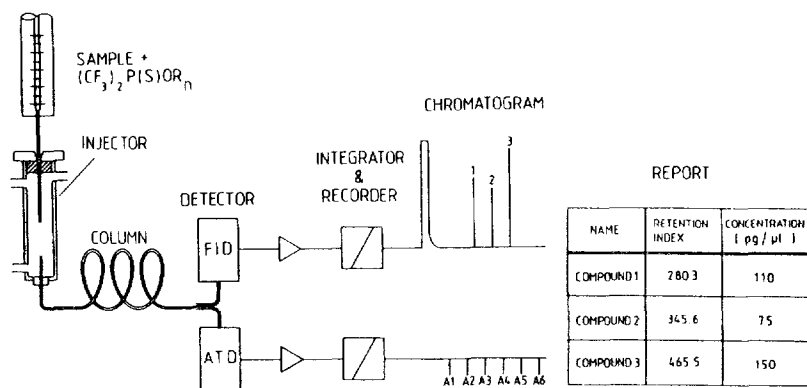 SAMPLE +
(CF3)2 P(S)ORn
INJECTOR
COLUMN
DETECTOR
FID
ATD
INTEGRATOR
&
RECORDER
CHROMATOGRAM
1
2
3
A1 A2 A3 A4 A5 A6
REPORT
NAME RETENTION INDEX CONCENTRATION ( pg / µl )
COMPOUND 1 280.3 110
COMPOUND 2 345.6 75
COMPOUND 3 465.5 150